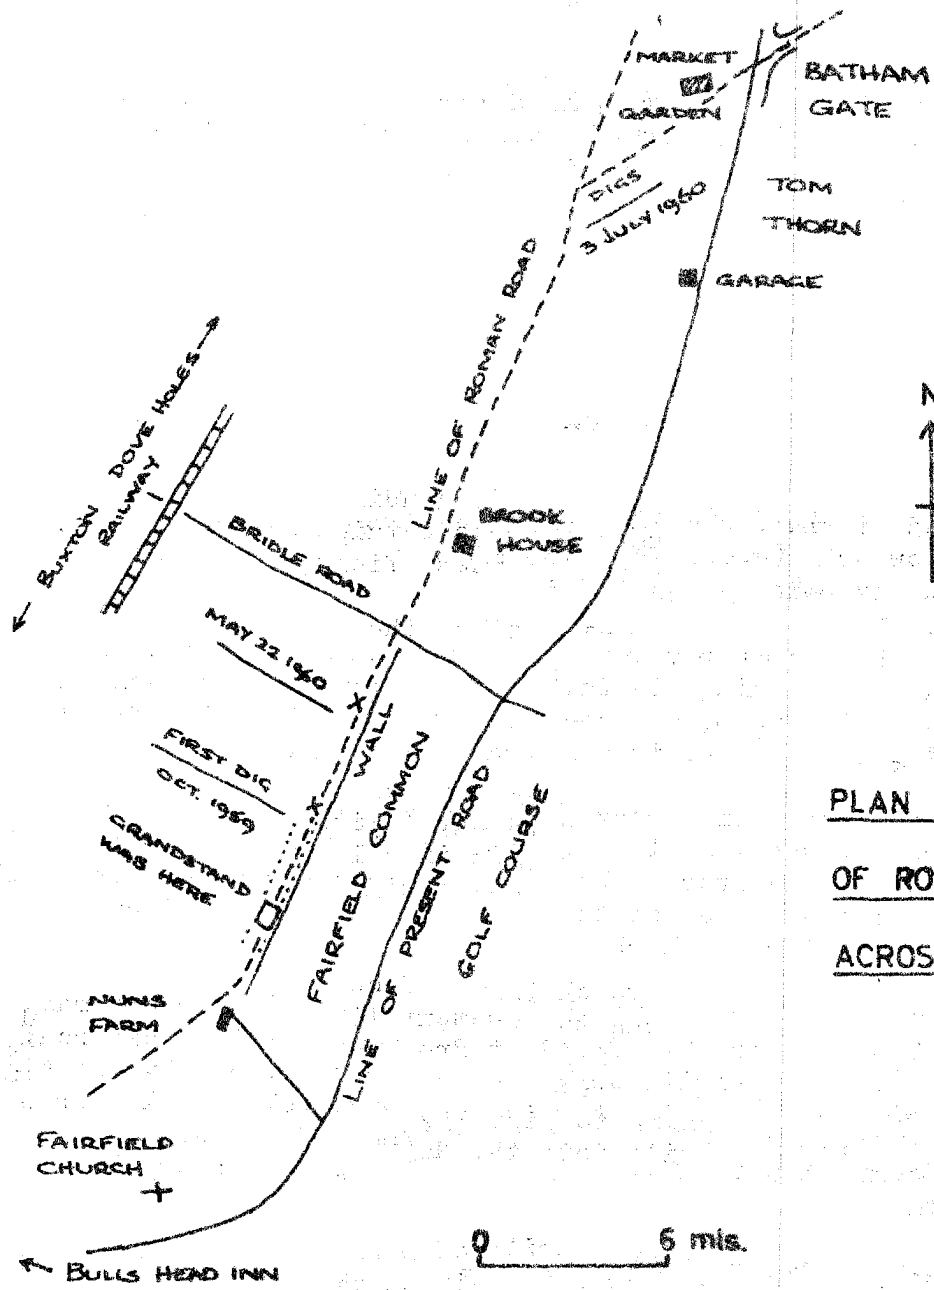 MARKET
GARDEN
BATHAM
GATE
DIGS
3 JULY 1960
TOM
THORN
GARAGE
LINE OF ROMAN ROAD
N
BUXTON DOVE HOLES
RAILWAY
BROOK
HOUSE
BRIDLE ROAD
MAY 22 1960
WALL
FIRST DIG
OCT. 1959
GRANDSTAND
WAS HERE
FAIRFIELD COMMON
LINE OF PRESENT ROAD
GOLF COURSE
PLAN
OF RO
ACROS
NUNS
FARM
FAIRFIELD
CHURCH
BULLS HEAD INN
0 6 mls.